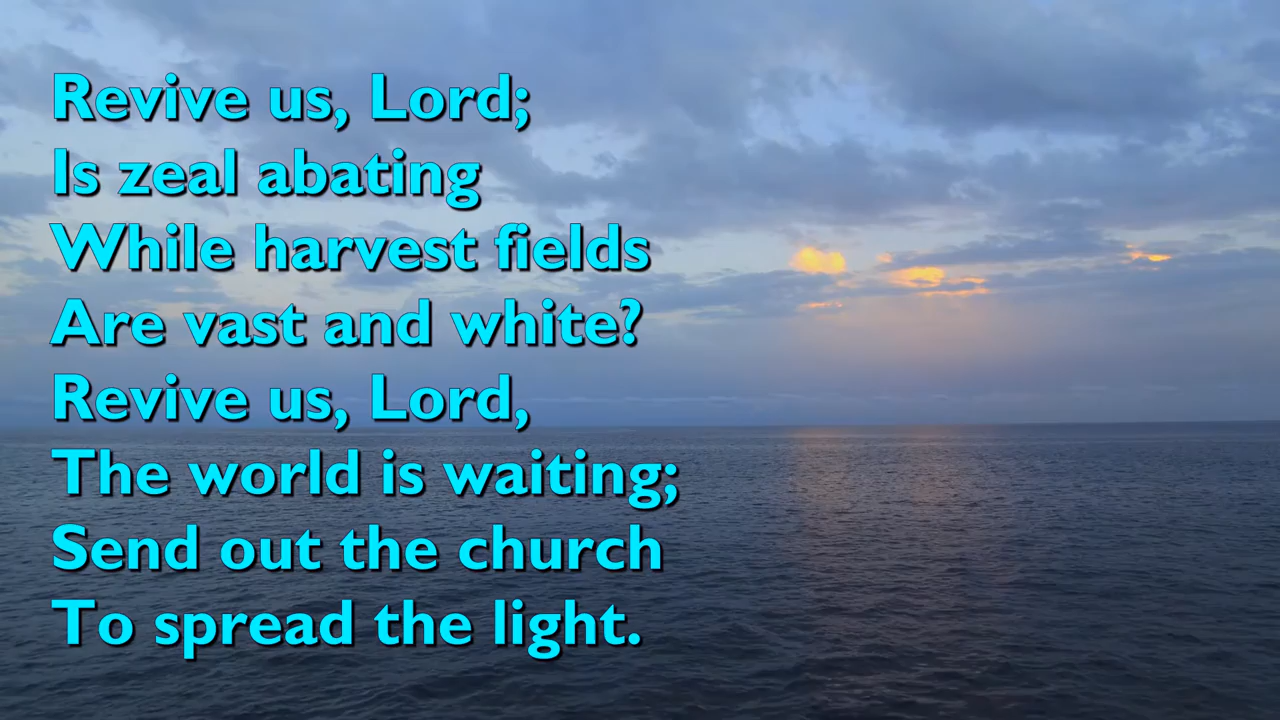 Revive us, Lord;
Is zeal abating
While harvest fields
Are vast and white?
Revive us, Lord,
The world is waiting;
Send out the church
To spread the light.